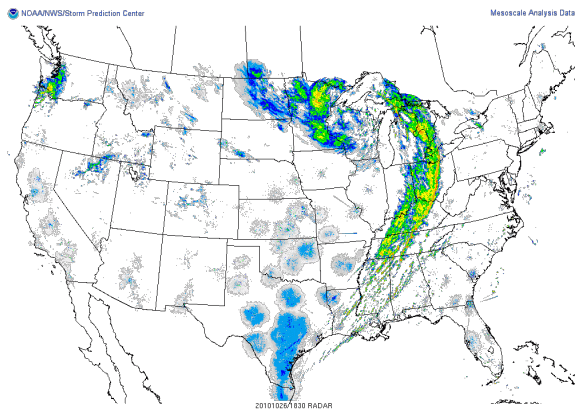 NOAA/NWS/Storm Prediction Center
Mesoscale Analysis Data
20101026/1830 RADAR